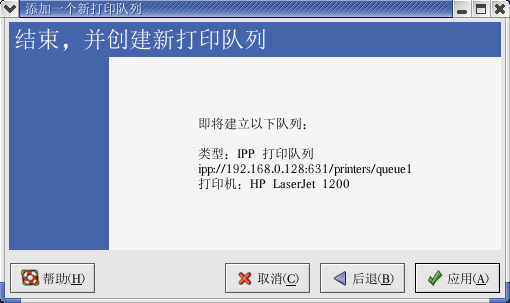 添加一个新打印队列
结束，并创建新打印队列
即将建立以下队列：
类型：IPP 打印队列
ipp://192.168.0.128:631/printers/queue1
打印机：HP LaserJet 1200
帮助(H)
取消(C)
后退(B)
应用(A)